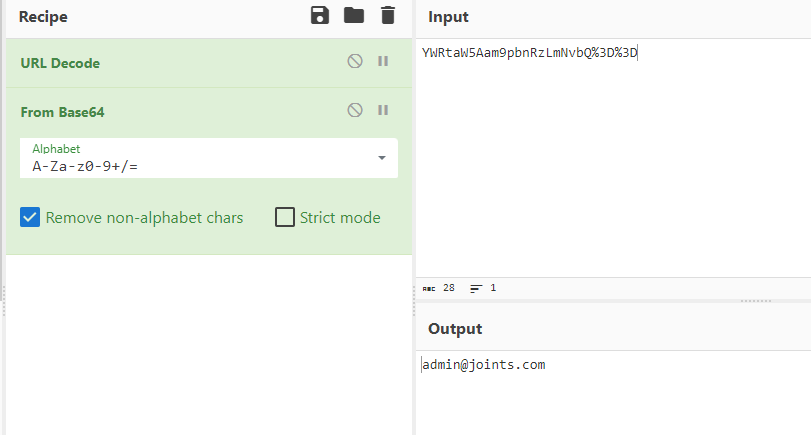 Recipe
URL Decode
From Base64
Alphabet
A-Za-z0-9+/=
Remove non-alphabet chars
Strict mode
Input
YWRtaW5Aam9pbnRzLmNvbQ%3D%3D
ABC 28 1
Output
admin@joints.com